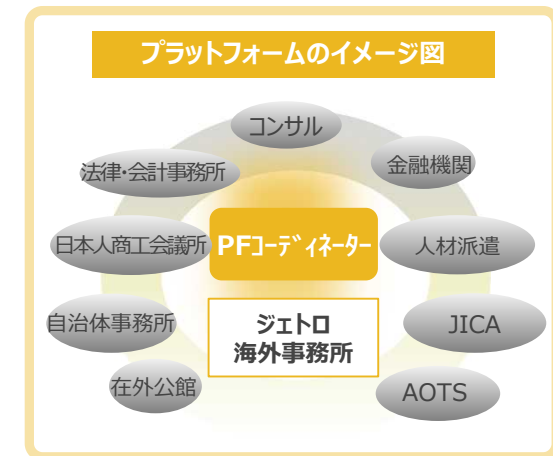 プラットフォームのイメージ図
コンサル
法律・会計事務所
金融機関
日本人商工会議所
PFコーディネーター
人材派遣
自治体事務所
ジェトロ
海外事務所
JICA
在外公館
AOTS